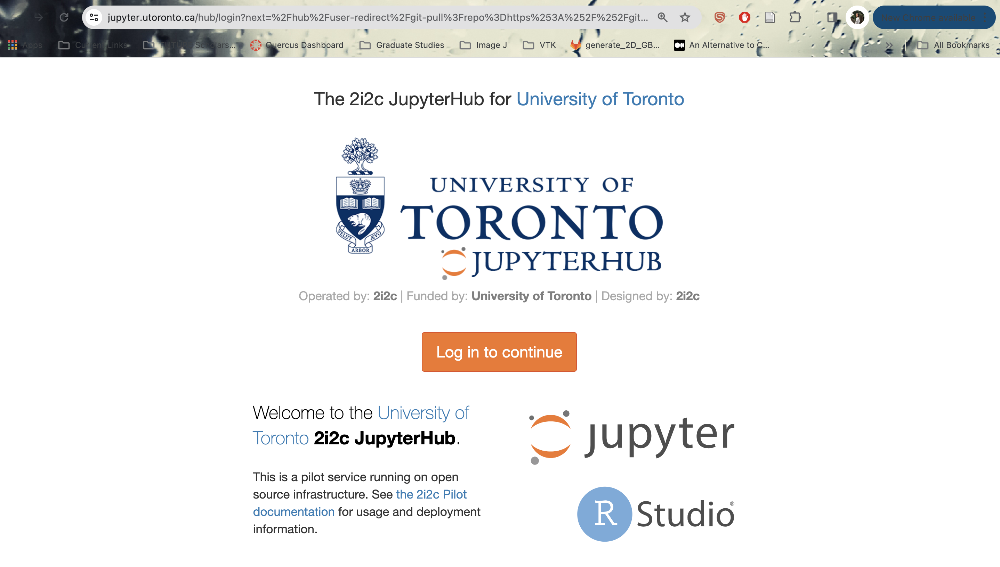 jupyter.utoronto.ca/hub/login?next=%2Fhub%2Fuser-redirect%2Fgit-pull%3Frepo%3Dhttps%253A%252F%252Fgit...
New Chrome available
Apps
Current Links
FUTURE Scholars...
Quercus Dashboard
Graduate Studies
Image J
VTK
generate_2D_GB...
An Alternative to C...
All Bookmarks
The 2i2c JupyterHub for University of Toronto
VELUT ARBOR ÆVO
UNIVERSITY OF
TORONTO
JUPYTERHUB
Operated by: 2i2c | Funded by: University of Toronto | Designed by: 2i2c
Log in to continue
Welcome to the University of
Toronto 2i2c JupyterHub.
This is a pilot service running on open
source infrastructure. See the 2i2c Pilot
documentation for usage and deployment
information.
jupyter
R Studio®